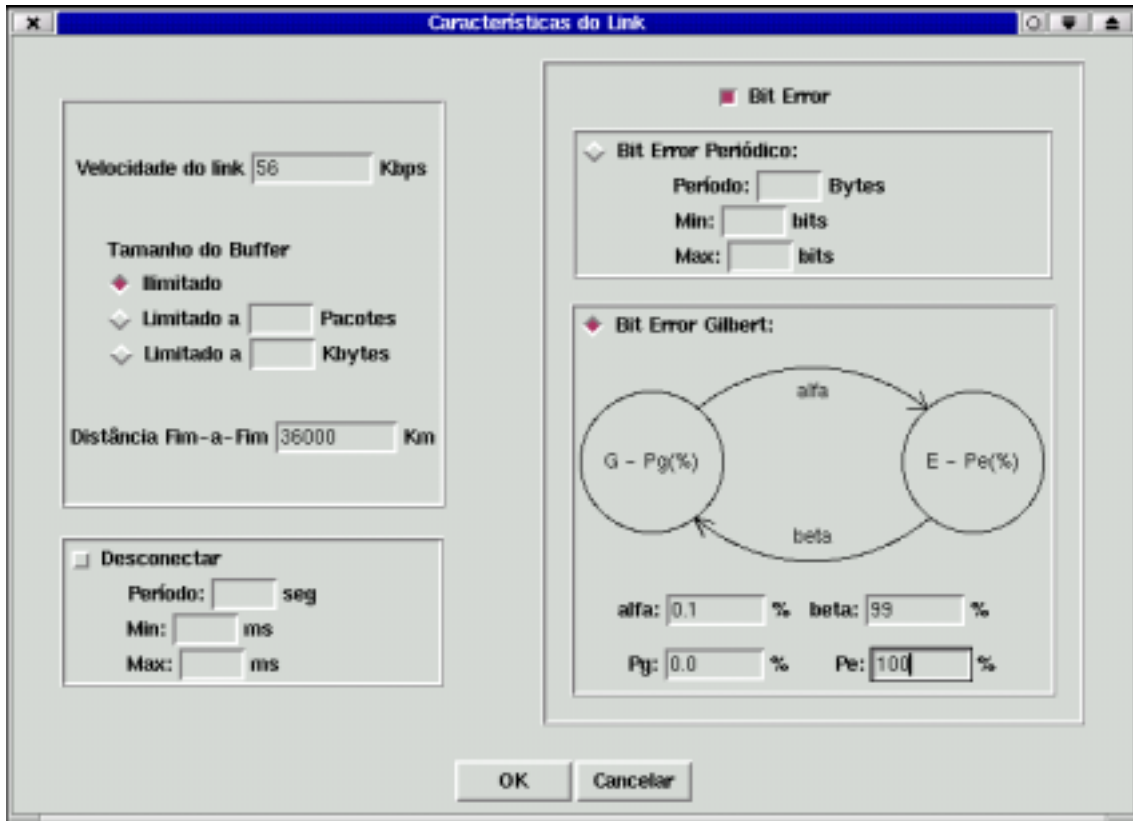 Características do Link
Velocidade do link 56 Kbps
Tamanho do Buffer
Ilimitado
Limitado a Pacotes
Limitado a Kbytes
Distância Fim-a-Fim 36000 Km
Desconectar
Período: seg
Min: ms
Max: ms
Bit Error
Bit Error Periódico:
Período: Bytes
Min: bits
Max: bits
Bit Error Gilbert:
alfa
G - Pg(%) E - Pe(%)
beta
alfa: 0.1 % beta: 99 %
Pg: 0.0 % Pe: 100 %
OK Cancelar